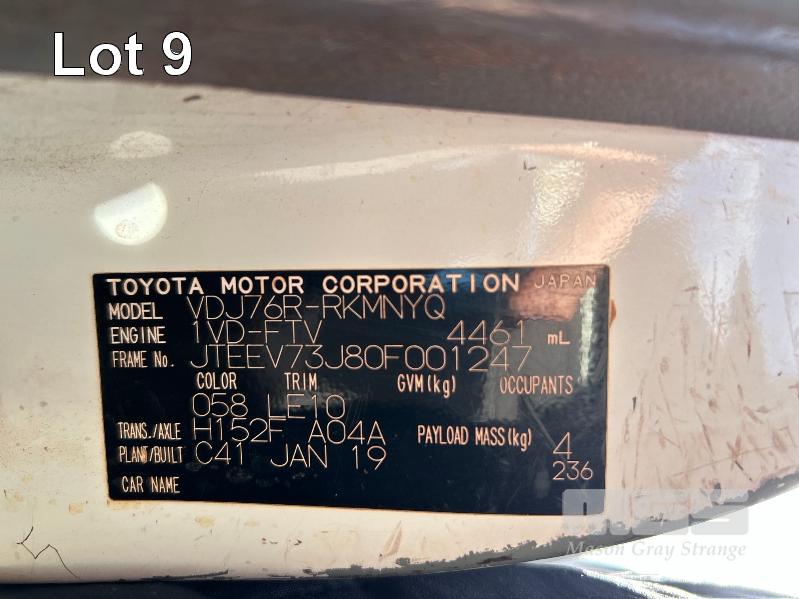 Lot 9
TOYOTA MOTOR CORPORATION JAPAN
MODEL VDJ76R-RKMNYQ
ENGINE 1VD-FTV 4461 mL
FRAME No. JTEEV73J80F001247
COLOR TRIM GVM(kg) OCCUPANTS
058 LE10
TRANS./AXLE H152F A04A PAYLOAD MASS(kg) 4
PLANT/BUILT C41 JAN 19 236
CAR NAME
MGS
Mason Gray Strange